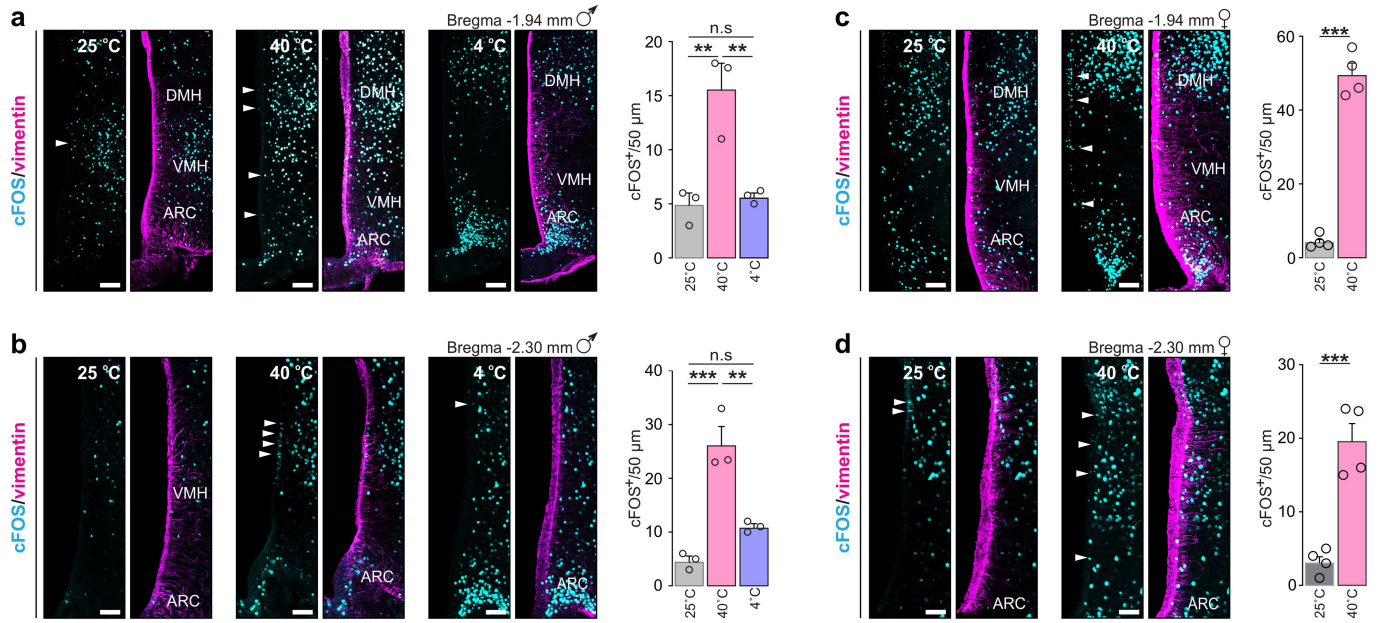 a
Bregma -1.94 mm ♂
cFOS/vimentin
25 °C
DMH
VMH
ARC
40 °C
DMH
VMH
ARC
4 °C
DMH
VMH
ARC
cFOS⁺/50 µm
20
15
10
5
0
n.s
** **
25°C
40°C
4°C
b
Bregma -2.30 mm ♂
cFOS/vimentin
25 °C
VMH
ARC
40 °C
ARC
4 °C
ARC
cFOS⁺/50 µm
40
30
20
10
0
n.s
*** **
25°C
40°C
4°C
c
Bregma -1.94 mm ♀
cFOS/vimentin
25 °C
DMH
VMH
ARC
40 °C
DMH
VMH
ARC
cFOS⁺/50 µm
60
40
20
0
***
25°C
40°C
d
Bregma -2.30 mm ♀
cFOS/vimentin
25 °C
ARC
40 °C
ARC
cFOS⁺/50 µm
30
20
10
0
***
25°C
40°C